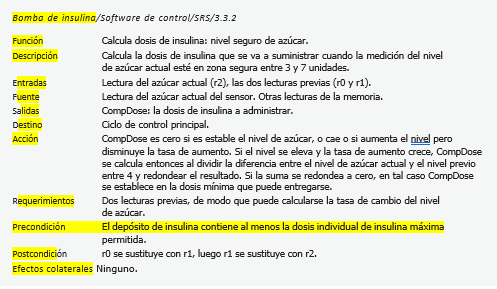 Bomba de insulina/Software de control/SRS/3.3.2
Función Calcula dosis de insulina: nivel seguro de azúcar.
Descripción Calcula la dosis de insulina que se va a suministrar cuando la medición del nivel
de azúcar actual esté en zona segura entre 3 y 7 unidades.
Entradas Lectura del azúcar actual (r2), las dos lecturas previas (r0 y r1).
Fuente Lectura del azúcar actual del sensor. Otras lecturas de la memoria.
Salidas CompDose: la dosis de insulina a administrar.
Destino Ciclo de control principal.
Acción CompDose es cero si es estable el nivel de azúcar, o cae o si aumenta el nivel pero
disminuye la tasa de aumento. Si el nivel se eleva y la tasa de aumento crece, CompDose
se calcula entonces al dividir la diferencia entre el nivel de azúcar actual y el nivel previo
entre 4 y redondear el resultado. Si la suma se redondea a cero, en tal caso CompDose
se establece en la dosis mínima que puede entregarse.
Requerimientos Dos lecturas previas, de modo que puede calcularse la tasa de cambio del nivel
de azúcar.
Precondición El depósito de insulina contiene al menos la dosis individual de insulina máxima
permitida.
Postcondición r0 se sustituye con r1, luego r1 se sustituye con r2.
Efectos colaterales Ninguno.